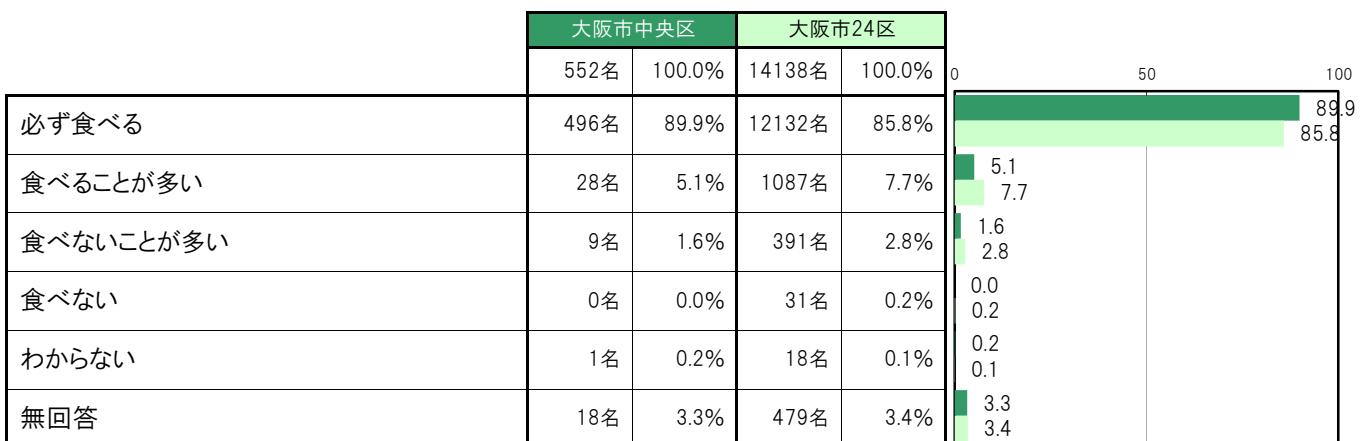 大阪市中央区 大阪市24区
552名 100.0% 14138名 100.0% 0 50 100
必ず食べる 496名 89.9% 12132名 85.8% 89.9
85.8
食べることが多い 28名 5.1% 1087名 7.7% 5.1
7.7
食べないことが多い 9名 1.6% 391名 2.8% 1.6
2.8
食べない 0名 0.0% 31名 0.2% 0.0
0.2
わからない 1名 0.2% 18名 0.1% 0.2
0.1
無回答 18名 3.3% 479名 3.4% 3.3
3.4